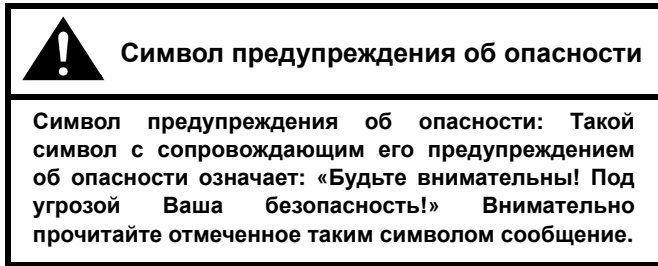 Символ предупреждения об опасности
Символ предупреждения об опасности: Такой
символ с сопровождающим его предупреждением
об опасности означает: «Будьте внимательны! Под
угрозой Ваша безопасность!» Внимательно
прочитайте отмеченное таким символом сообщение.